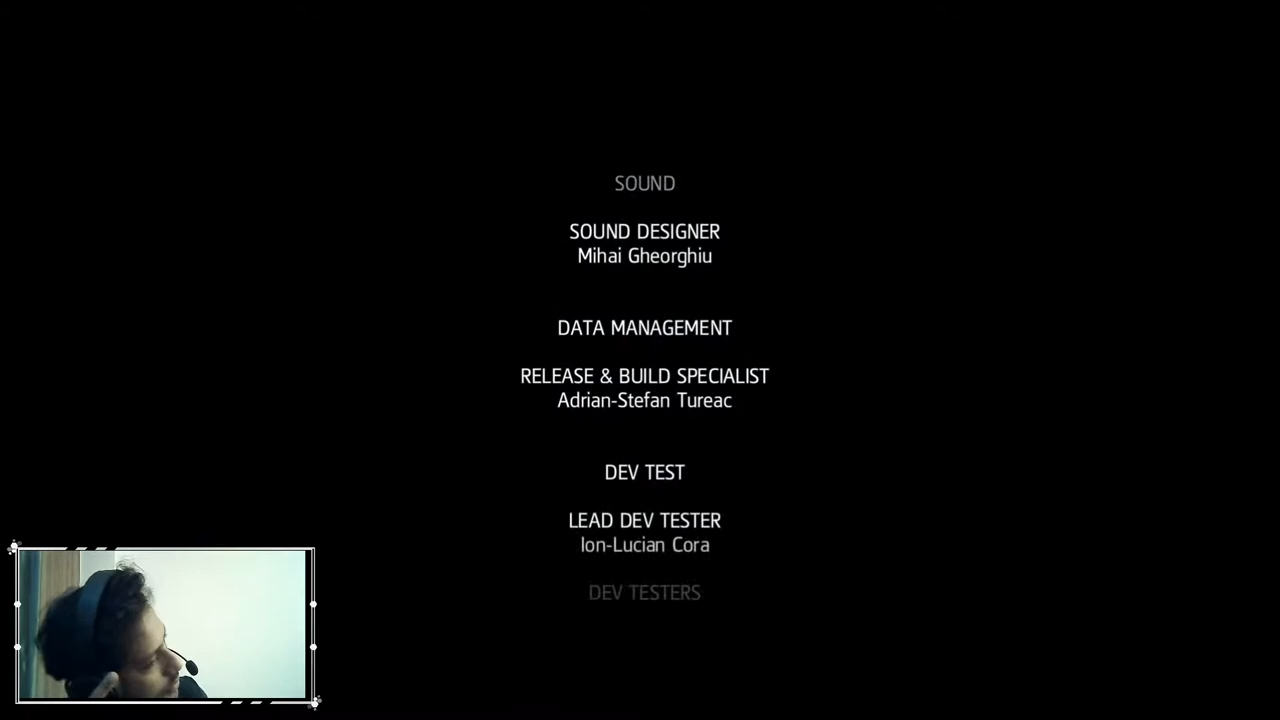 SOUND
SOUND DESIGNER
Mihai Gheorghiu
DATA MANAGEMENT
RELEASE & BUILD SPECIALIST
Adrian-Stefan Tureac
DEV TEST
LEAD DEV TESTER
Ion-Lucian Cora
DEV TESTERS